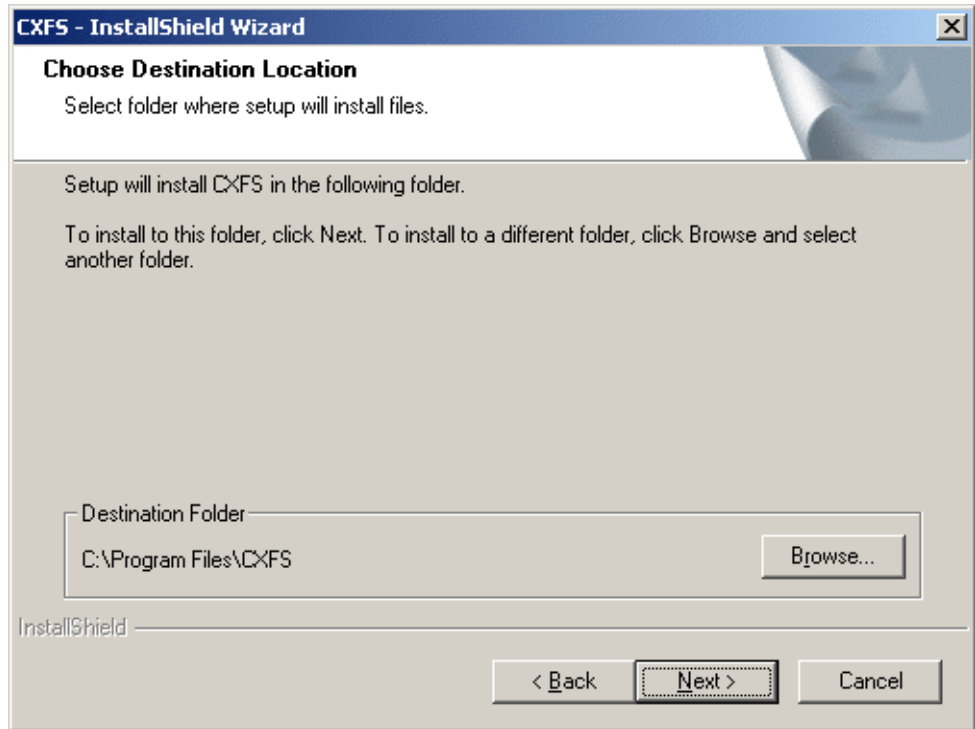 CXFS - InstallShield Wizard
Choose Destination Location
Select folder where setup will install files.
Setup will install CXFS in the following folder.
To install to this folder, click Next. To install to a different folder, click Browse and select
another folder.
Destination Folder
C:\Program Files\CXFS
Browse...
InstallShield
< Back
Next >
Cancel